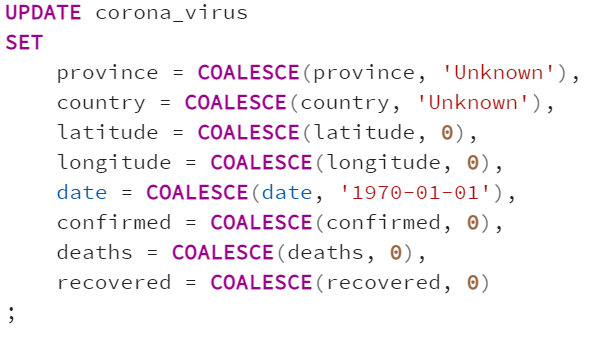 UPDATE corona_virus
SET
    province = COALESCE(province, 'Unknown'),
    country = COALESCE(country, 'Unknown'),
    latitude = COALESCE(latitude, 0),
    longitude = COALESCE(longitude, 0),
    date = COALESCE(date, '1970-01-01'),
    confirmed = COALESCE(confirmed, 0),
    deaths = COALESCE(deaths, 0),
    recovered = COALESCE(recovered, 0)
;